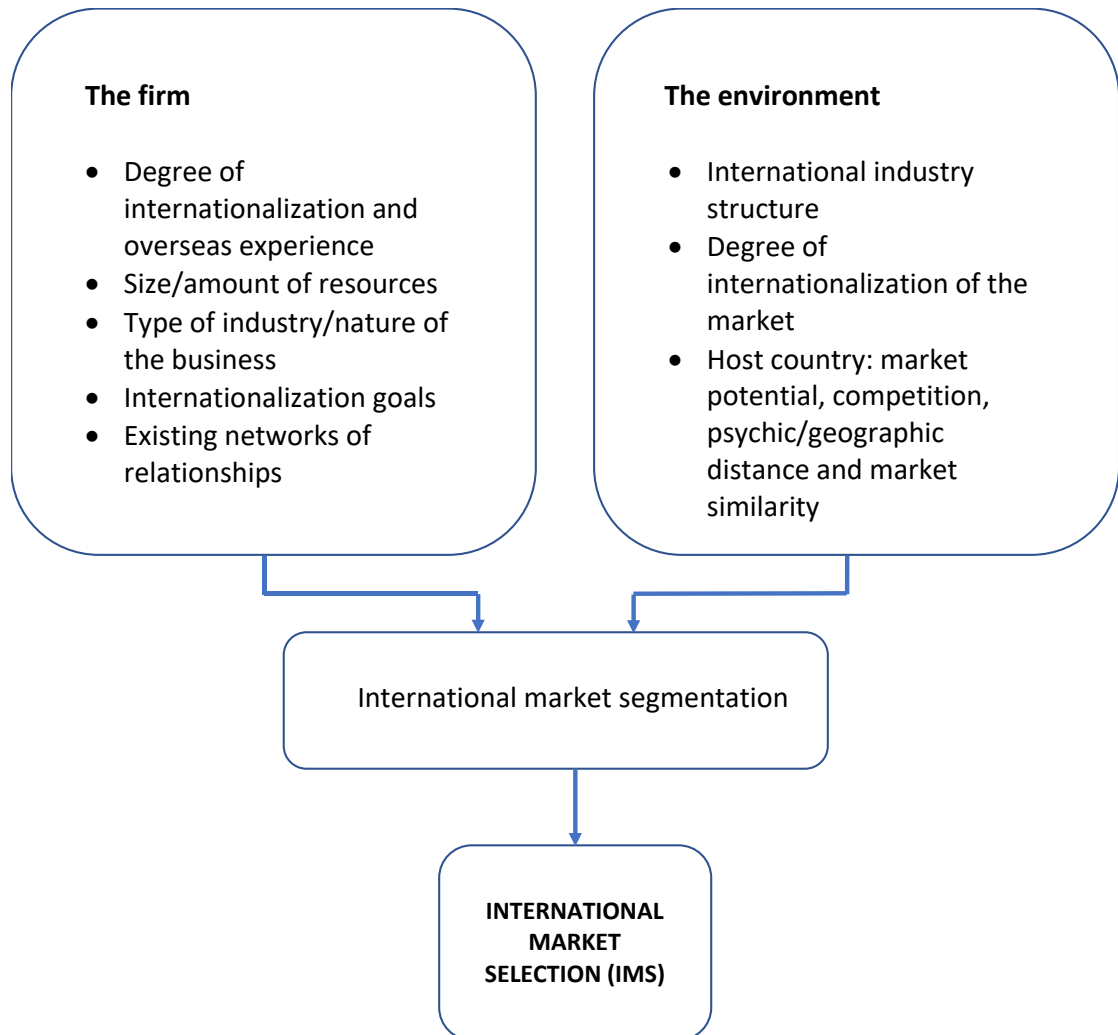 The firm
• Degree of
internationalization and
overseas experience
• Size/amount of resources
• Type of industry/nature of
the business
• Internationalization goals
• Existing networks of
relationships
The environment
• International industry
structure
• Degree of
internationalization of the
market
• Host country: market
potential, competition,
psychic/geographic
distance and market
similarity
International market segmentation
INTERNATIONAL
MARKET
SELECTION (IMS)